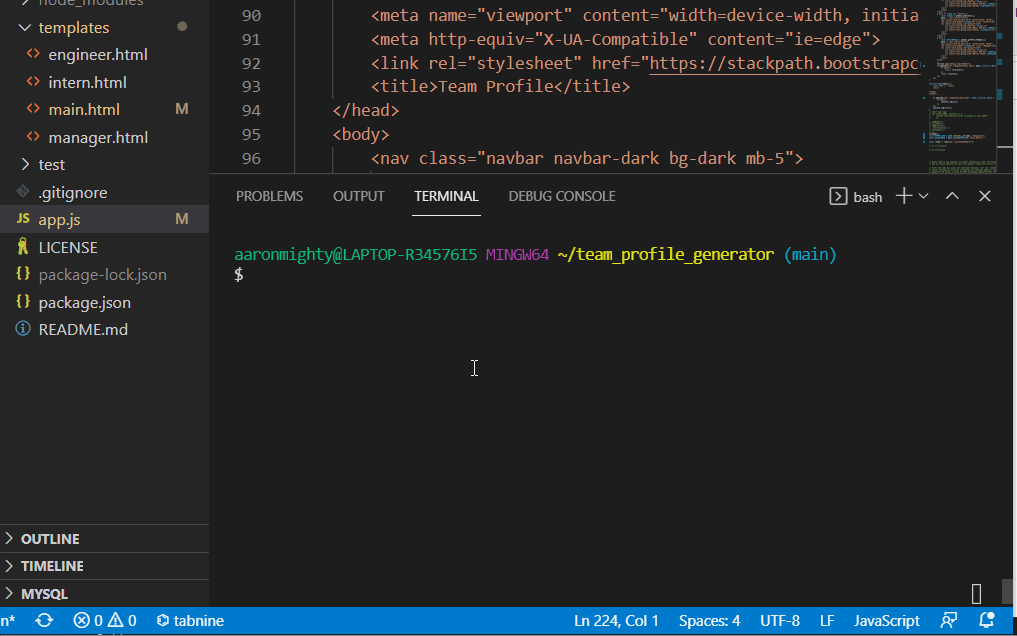 node_modules
templates
engineer.html
intern.html
main.html M
manager.html
test
.gitignore
JS app.js M
LICENSE
{} package-lock.json
{} package.json
README.md
OUTLINE
TIMELINE
MYSQL
90 <meta name="viewport" content="width=device-width, initia
91 <meta http-equiv="X-UA-Compatible" content="ie=edge">
92 <link rel="stylesheet" href="https://stackpath.bootstrapc
93 <title>Team Profile</title>
94 </head>
95 <body>
96 <nav class="navbar navbar-dark bg-dark mb-5">
PROBLEMS OUTPUT TERMINAL DEBUG CONSOLE bash
aaronmighty@LAPTOP-R34576I5 MINGW64 ~/team_profile_generator (main)
$
n* 0 0 tabnine Ln 224, Col 1 Spaces: 4 UTF-8 LF JavaScript